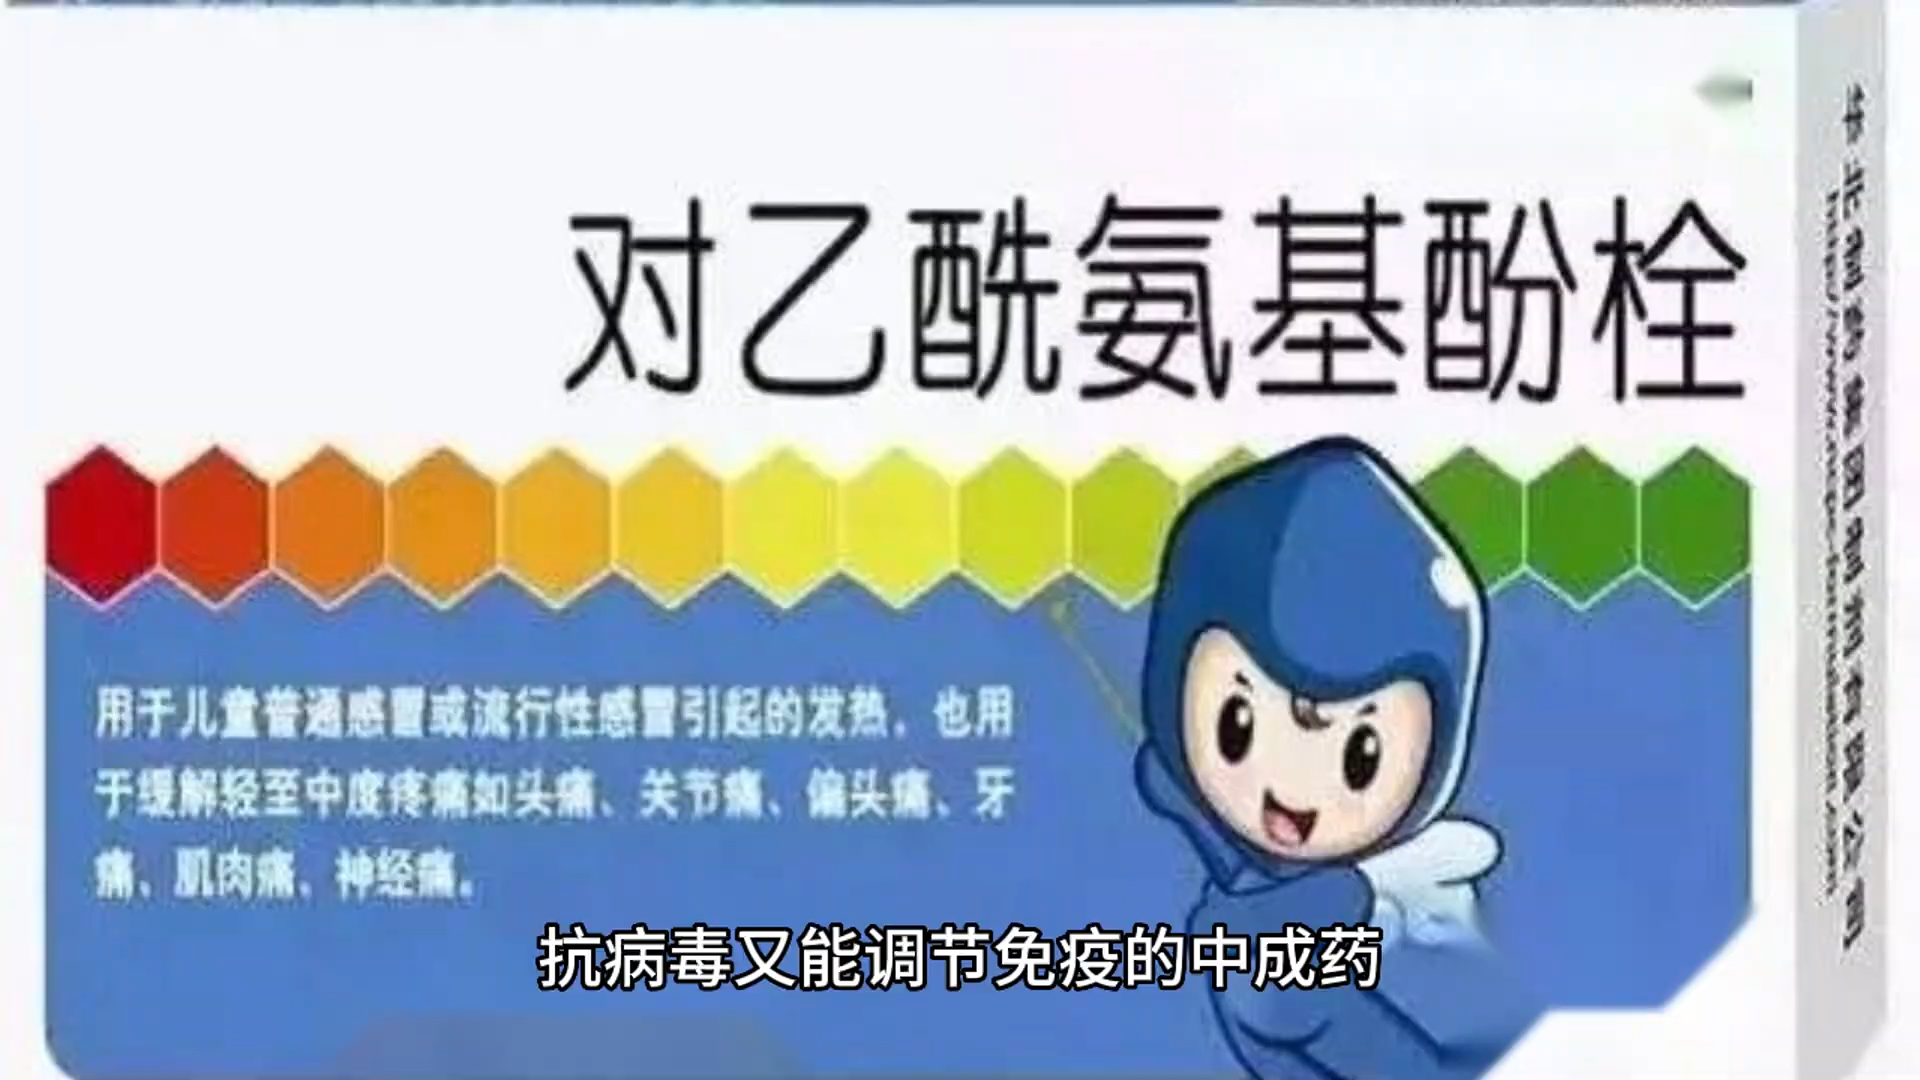 对乙酰氨基酚栓
用于儿童普通感冒或流行性感冒引起的发热。也用
于缓解轻至中度疼痛如头痛、关节痛、偏头痛、牙
痛、肌肉痛、神经痛。
抗病毒又能调节免疫的中成药